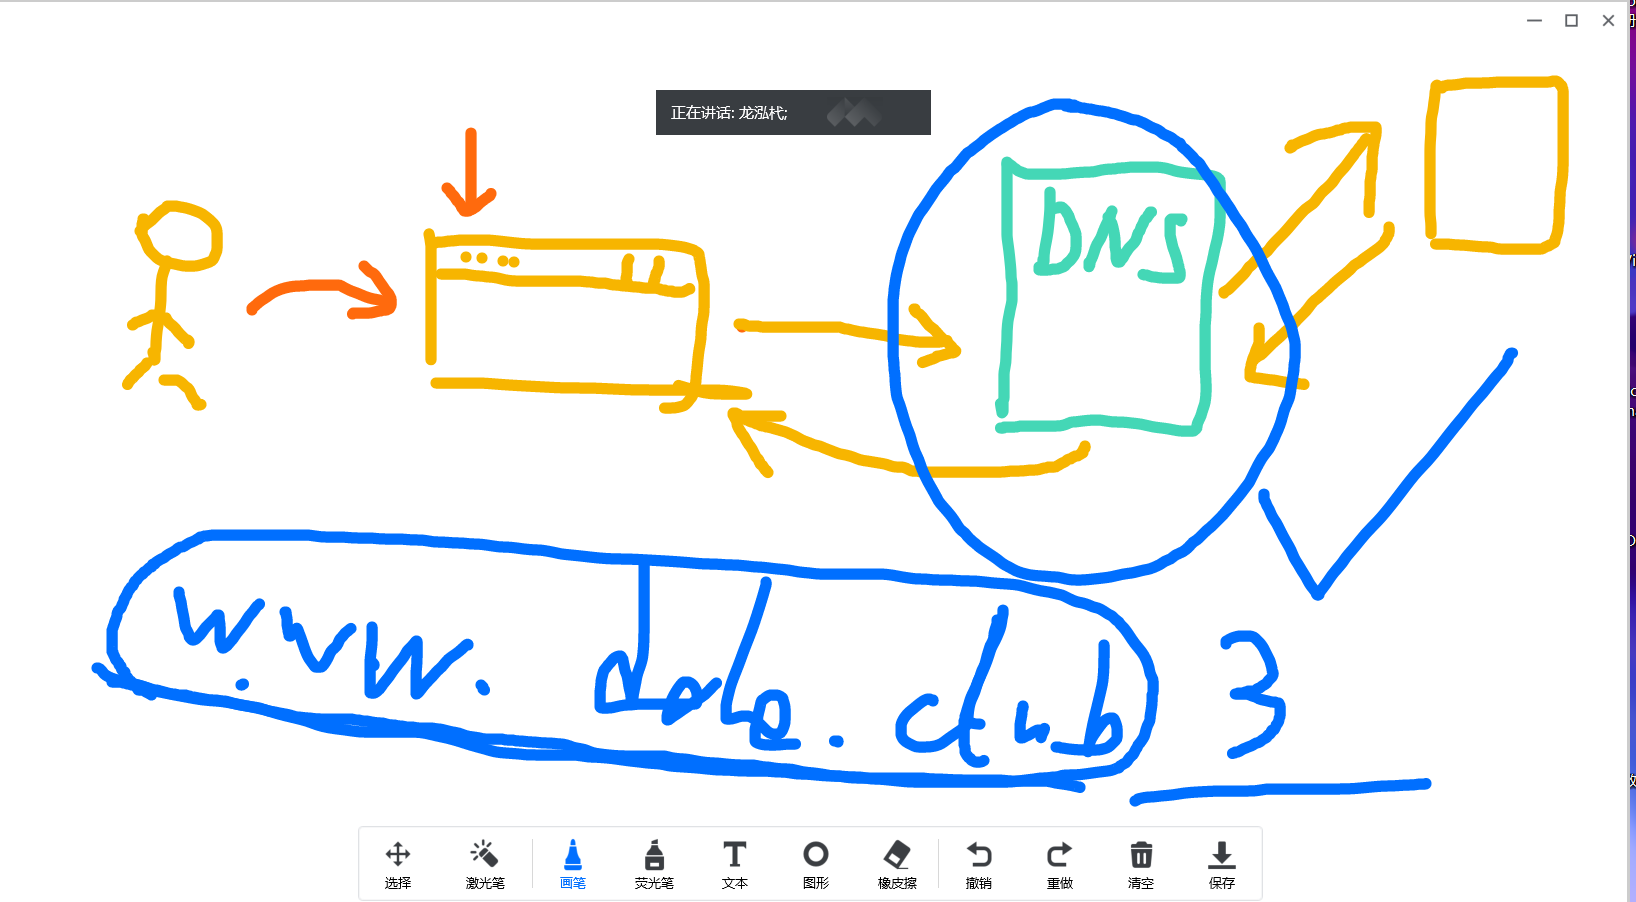 正在讲话: 龙泓杙;
DNS
www.
.club
3
选择
激光笔
画笔
荧光笔
文本
图形
橡皮擦
撤销
重做
清空
保存